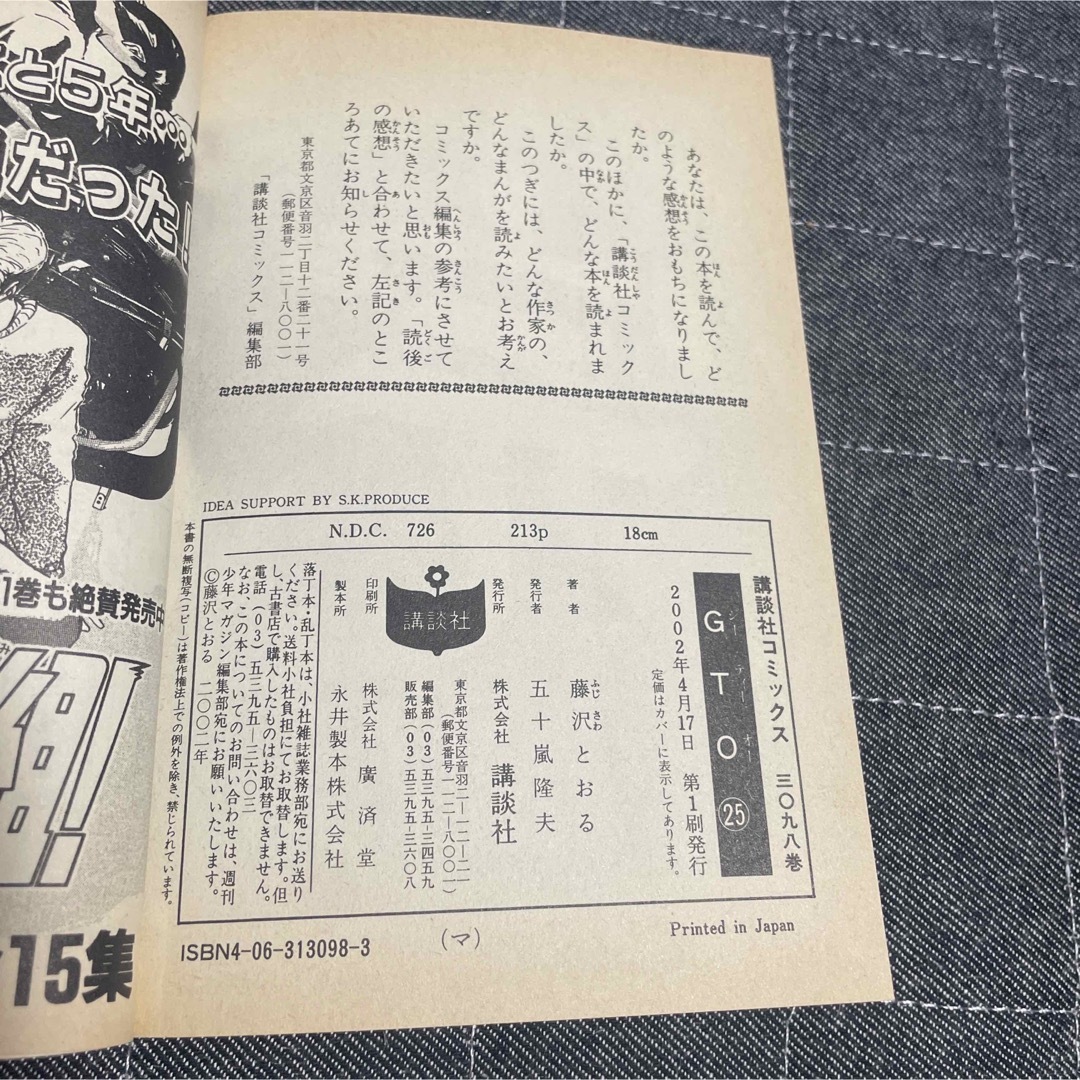 あなたは、この本を読んで、ど
のような感想をおもちになりまし
たか。
このほかに、「講談社コミック
ス」の中で、どんな本を読まれま
したか。
このつぎには、どんな作家の、
どんなまんがを読みたいとお考え
ですか。
コミックス編集の参考にさせて
いただきたいと思います。「読後
の感想」と合わせて、左記のとこ
ろあてにお知らせください。
東京都文京区音羽二丁目十二番二十一号
(郵便番号一一二―八〇〇一)
「講談社コミックス」編集部
IDEA SUPPORT BY S.K.PRODUCE
N.D.C. 726 213p 18cm
講談社コミックス 三〇九八巻
GTO ㉕
ジーティーオー
2002年4月17日 第1刷発行
定価はカバーに表示してあります。
著者 藤沢とおる
ふじさわ
発行者 五十嵐隆夫
発行所 株式会社 講談社
東京都文京区音羽二―一二―二一
(郵便番号一一二―八〇〇一)
編集部(03)五三九五―三四五九
販売部(03)五三九五―三六〇八
講談社
印刷所 株式会社 廣済堂
製本所 永井製本株式会社
落丁本・乱丁本は、小社雑誌業務部宛にお送り
ください。送料小社負担にてお取替します。但
し、古書店で購入したものはお取替できません。
電話(03)五三九五―三六〇三
なお、この本についてのお問い合わせは、週刊
少年マガジン編集部宛にお願いいたします。
©藤沢とおる 二〇〇二年
本書の無断複写(コピー)は著作権法上での例外を除き、禁じられています。
ISBN4-06-313098-3
(マ)
Printed in Japan
と5年…
だった
1巻も絶賛発売中
15集